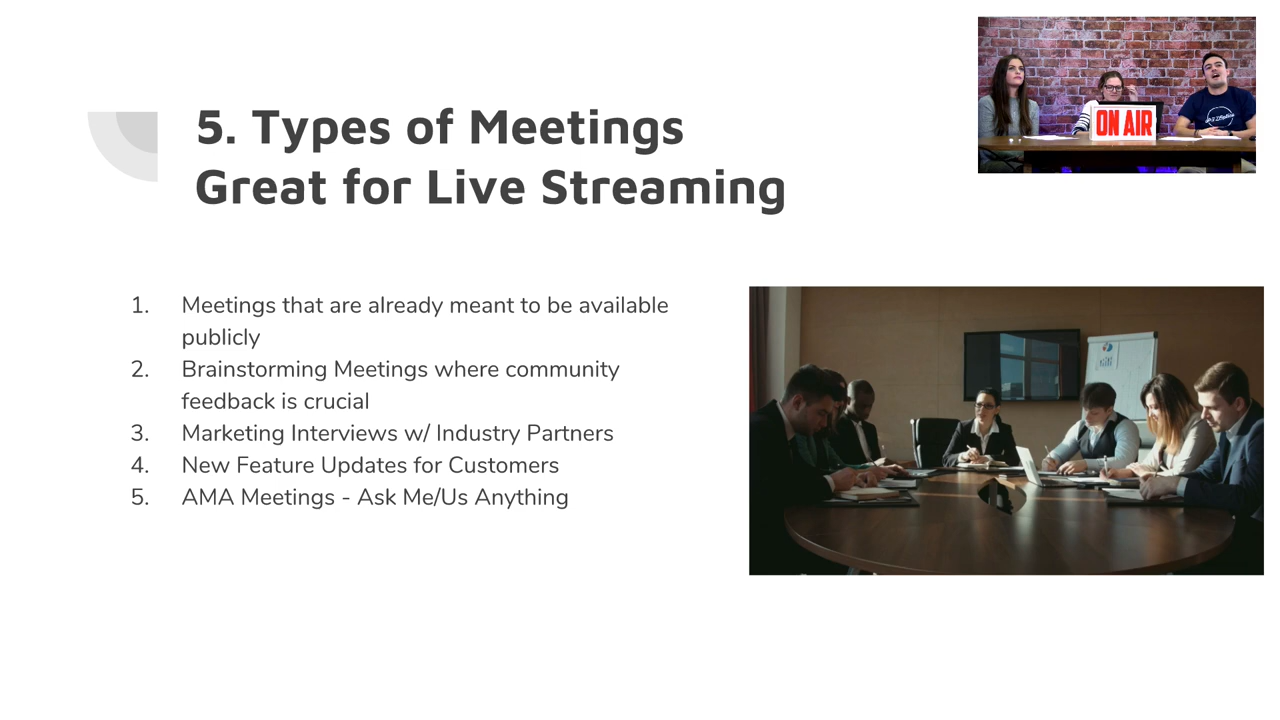 5. Types of Meetings
Great for Live Streaming
1. Meetings that are already meant to be available
publicly
2. Brainstorming Meetings where community
feedback is crucial
3. Marketing Interviews w/ Industry Partners
4. New Feature Updates for Customers
5. AMA Meetings - Ask Me/Us Anything
ON AIR